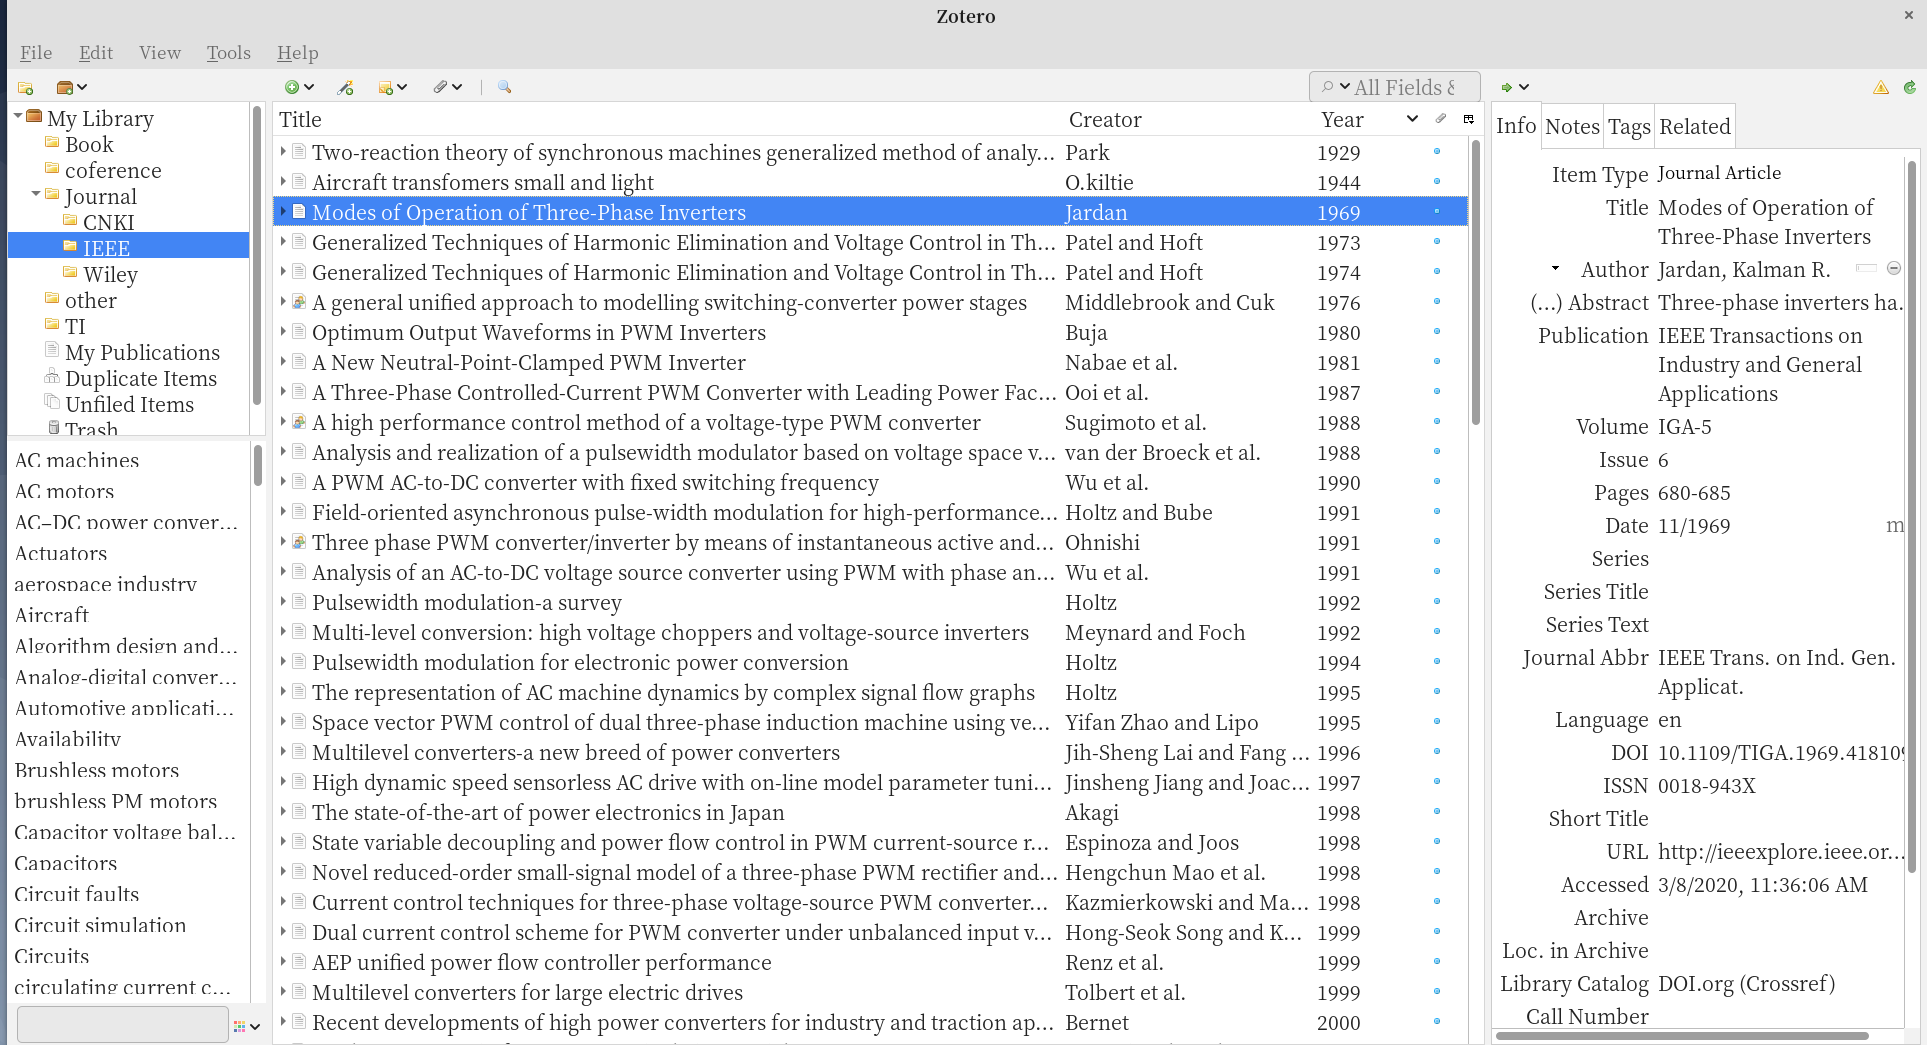 Zotero
File Edit View Tools Help
All Fields &
My Library
Book
coference
Journal
CNKI
IEEE
Wiley
other
TI
My Publications
Duplicate Items
Unfiled Items
Trash
AC machines
AC motors
AC–DC power conver...
Actuators
aerospace industry
Aircraft
Algorithm design and...
Analog-digital conver...
Automotive applicati...
Availability
Brushless motors
brushless PM motors
Capacitor voltage bal...
Capacitors
Circuit faults
Circuit simulation
Circuits
circulating current c...
Title Creator Year
Two-reaction theory of synchronous machines generalized method of analy... Park 1929
Aircraft transfomers small and light O.kiltie 1944
Modes of Operation of Three-Phase Inverters Jardan 1969
Generalized Techniques of Harmonic Elimination and Voltage Control in Th... Patel and Hoft 1973
Generalized Techniques of Harmonic Elimination and Voltage Control in Th... Patel and Hoft 1974
A general unified approach to modelling switching-converter power stages Middlebrook and Cuk 1976
Optimum Output Waveforms in PWM Inverters Buja 1980
A New Neutral-Point-Clamped PWM Inverter Nabae et al. 1981
A Three-Phase Controlled-Current PWM Converter with Leading Power Fac... Ooi et al. 1987
A high performance control method of a voltage-type PWM converter Sugimoto et al. 1988
Analysis and realization of a pulsewidth modulator based on voltage space v... van der Broeck et al. 1988
A PWM AC-to-DC converter with fixed switching frequency Wu et al. 1990
Field-oriented asynchronous pulse-width modulation for high-performance... Holtz and Bube 1991
Three phase PWM converter/inverter by means of instantaneous active and... Ohnishi 1991
Analysis of an AC-to-DC voltage source converter using PWM with phase an... Wu et al. 1991
Pulsewidth modulation-a survey Holtz 1992
Multi-level conversion: high voltage choppers and voltage-source inverters Meynard and Foch 1992
Pulsewidth modulation for electronic power conversion Holtz 1994
The representation of AC machine dynamics by complex signal flow graphs Holtz 1995
Space vector PWM control of dual three-phase induction machine using ve... Yifan Zhao and Lipo 1995
Multilevel converters-a new breed of power converters Jih-Sheng Lai and Fang ... 1996
High dynamic speed sensorless AC drive with on-line model parameter tuni... Jinsheng Jiang and Joac... 1997
The state-of-the-art of power electronics in Japan Akagi 1998
State variable decoupling and power flow control in PWM current-source r... Espinoza and Joos 1998
Novel reduced-order small-signal model of a three-phase PWM rectifier and... Hengchun Mao et al. 1998
Current control techniques for three-phase voltage-source PWM converter... Kazmierkowski and Ma... 1998
Dual current control scheme for PWM converter under unbalanced input v... Hong-Seok Song and K... 1999
AEP unified power flow controller performance Renz et al. 1999
Multilevel converters for large electric drives Tolbert et al. 1999
Recent developments of high power converters for industry and traction ap... Bernet 2000
Info Notes Tags Related
Item Type Journal Article
Title Modes of Operation of
Three-Phase Inverters
Author Jardan, Kalman R.
(...) Abstract Three-phase inverters ha.
Publication IEEE Transactions on
Industry and General
Applications
Volume IGA-5
Issue 6
Pages 680-685
Date 11/1969 m
Series
Series Title
Series Text
Journal Abbr IEEE Trans. on Ind. Gen.
Applicat.
Language en
DOI 10.1109/TIGA.1969.418109
ISSN 0018-943X
Short Title
URL http://ieeexplore.ieee.or...
Accessed 3/8/2020, 11:36:06 AM
Archive
Loc. in Archive
Library Catalog DOI.org (Crossref)
Call Number